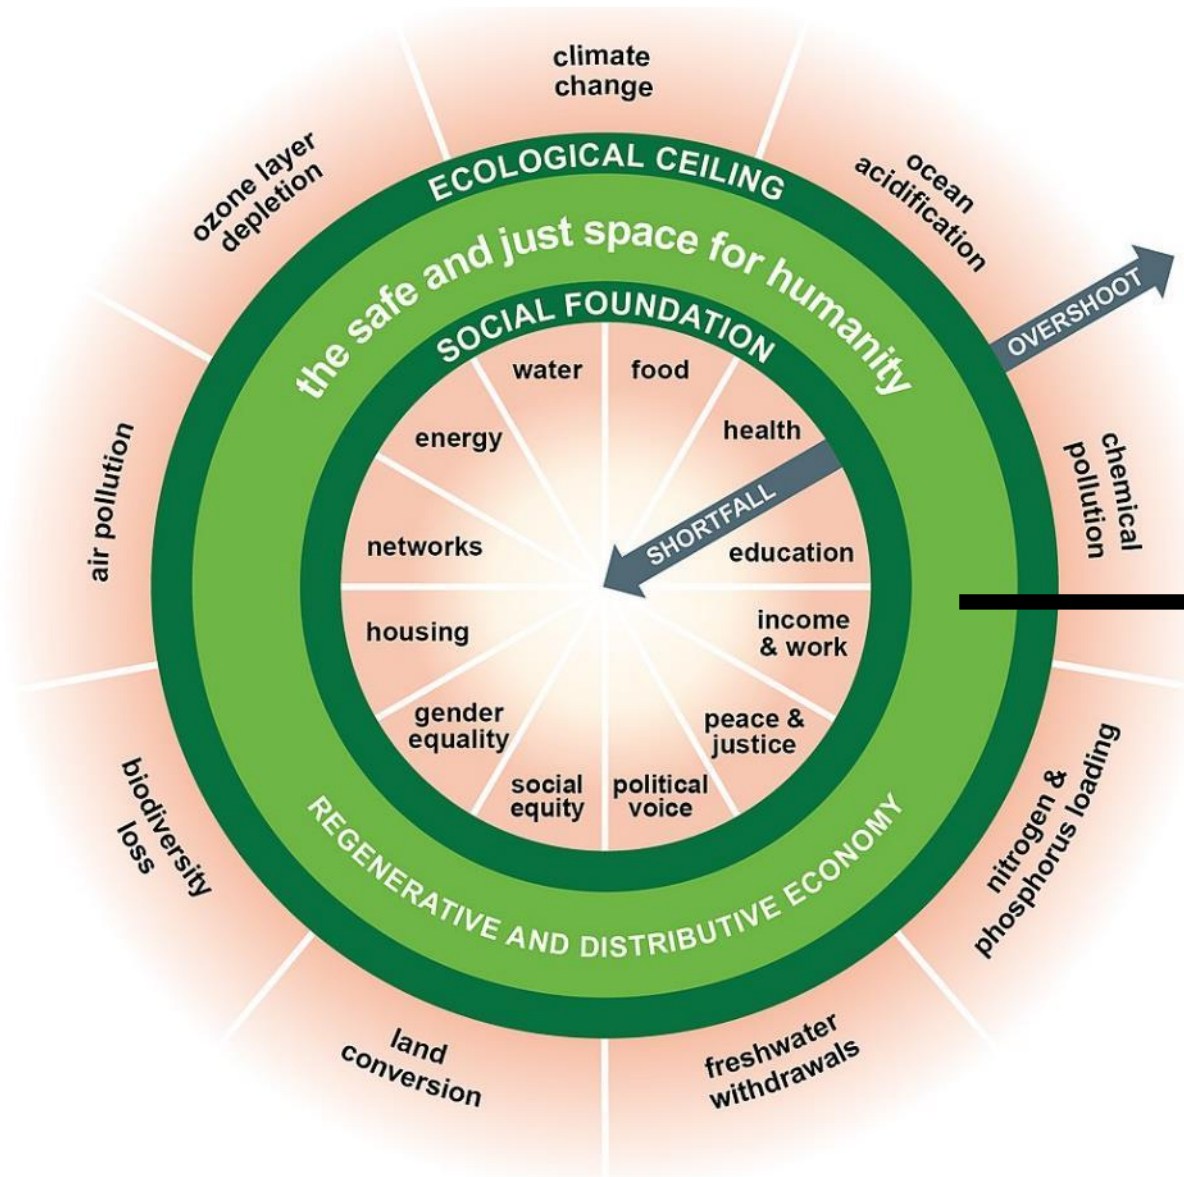 climate
change
ocean
acidification
OVERSHOOT
chemical
pollution
nitrogen &
phosphorus loading
freshwater
withdrawals
land
conversion
biodiversity
loss
air pollution
ozone layer
depletion
ECOLOGICAL CEILING
the safe and just space for humanity
SOCIAL FOUNDATION
water
food
health
SHORTFALL
education
income
& work
peace &
justice
political
voice
social
equity
gender
equality
housing
networks
energy
REGENERATIVE AND DISTRIBUTIVE ECONOMY